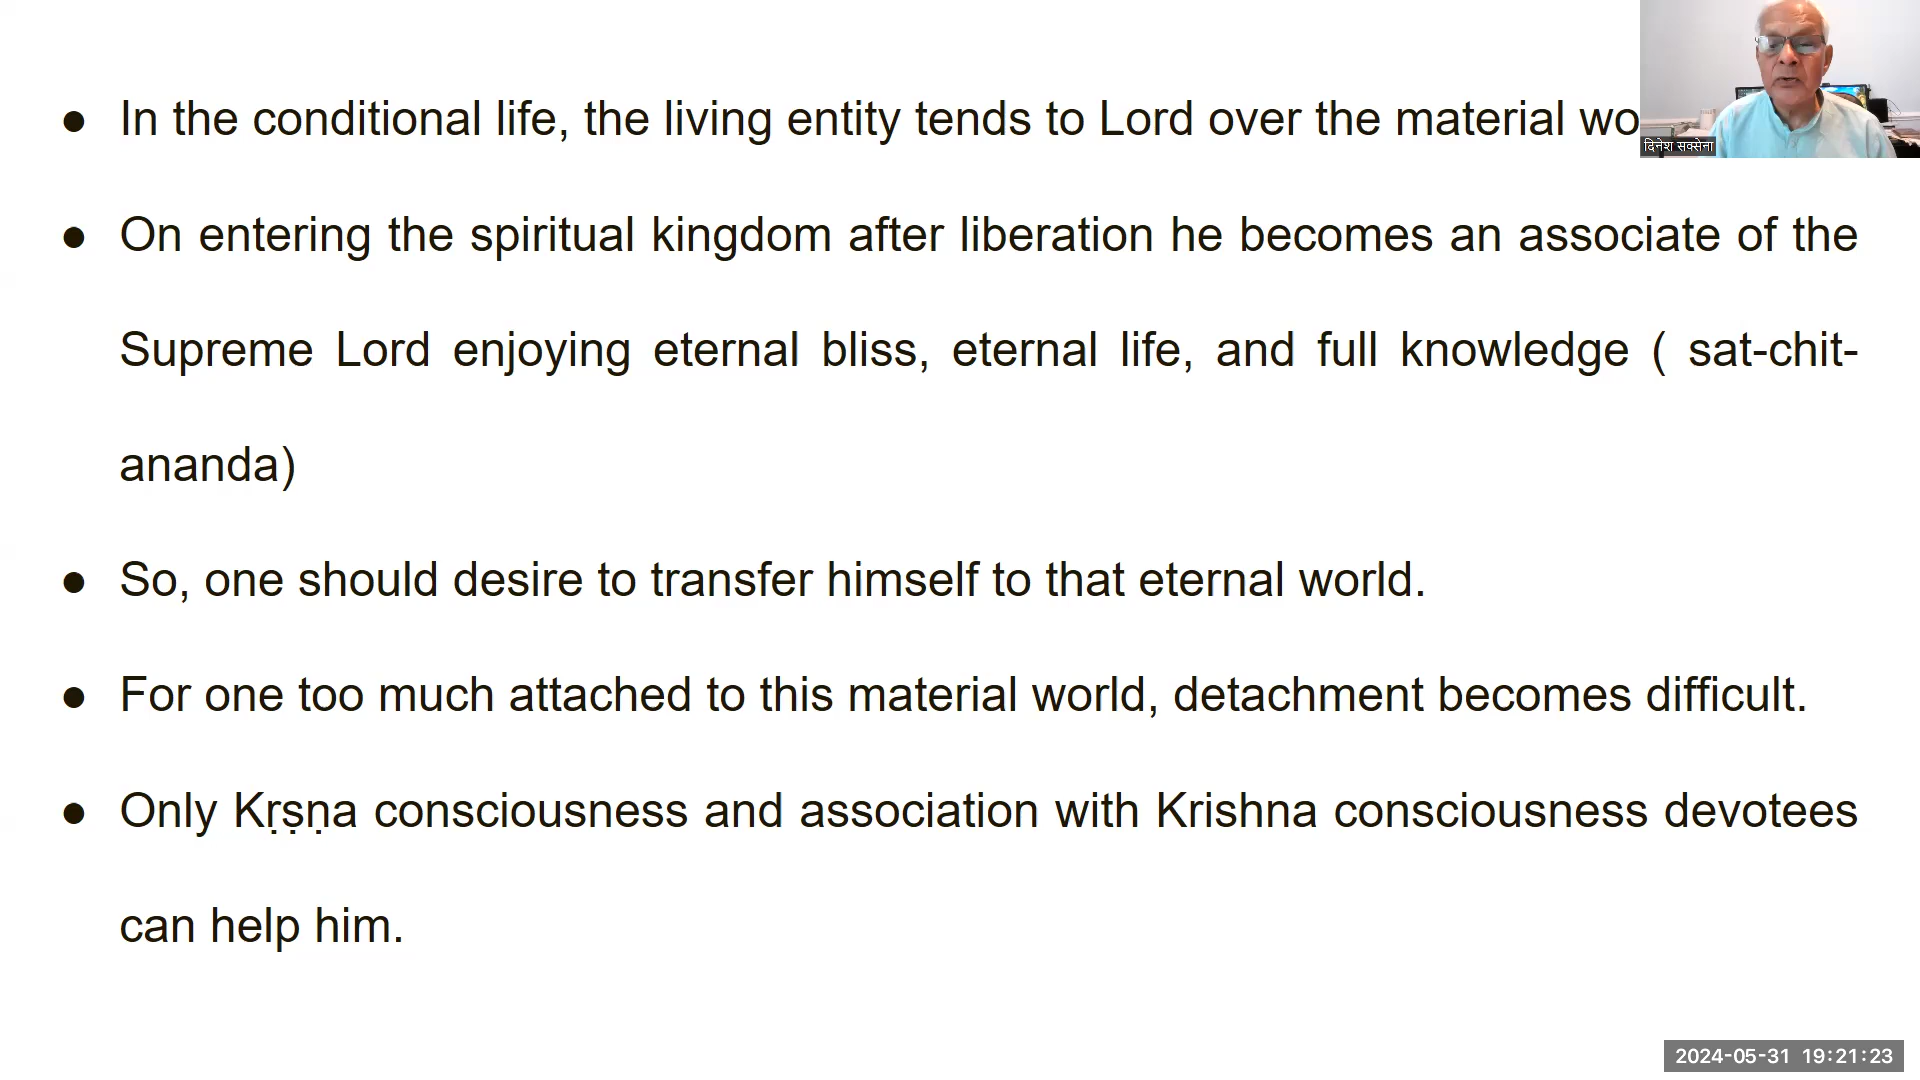 ● In the conditional life, the living entity tends to Lord over the material
दिनेश सक्सेना
● On entering the spiritual kingdom after liberation he becomes an associate of the
Supreme Lord enjoying eternal bliss, eternal life, and full knowledge ( sat-chit-
ananda)
● So, one should desire to transfer himself to that eternal world.
● For one too much attached to this material world, detachment becomes difficult.
● Only Kṛṣṇa consciousness and association with Krishna consciousness devotees
can help him.
2024-05-31 19:21:23